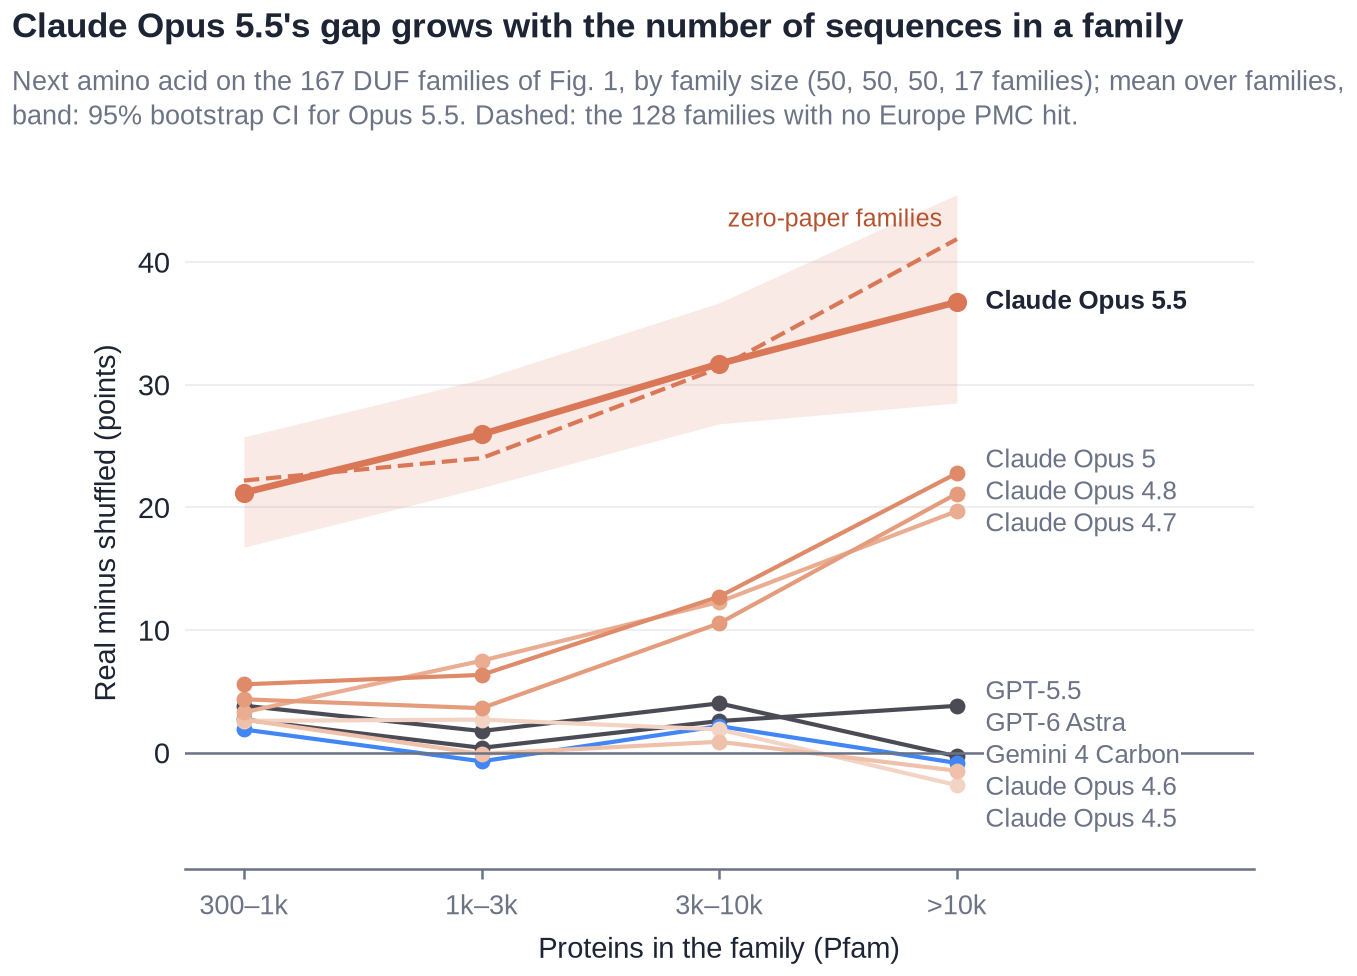 Claude Opus 5.5's gap grows with the number of sequences in a family
Next amino acid on the 167 DUF families of Fig. 1, by family size (50, 50, 50, 17 families); mean over families,
band: 95% bootstrap CI for Opus 5.5. Dashed: the 128 families with no Europe PMC hit.
zero-paper families
40
30
20
10
0
Real minus shuffled (points)
Claude Opus 5.5
Claude Opus 5
Claude Opus 4.8
Claude Opus 4.7
GPT-5.5
GPT-6 Astra
Gemini 4 Carbon
Claude Opus 4.6
Claude Opus 4.5
300–1k
1k–3k
3k–10k
>10k
Proteins in the family (Pfam)